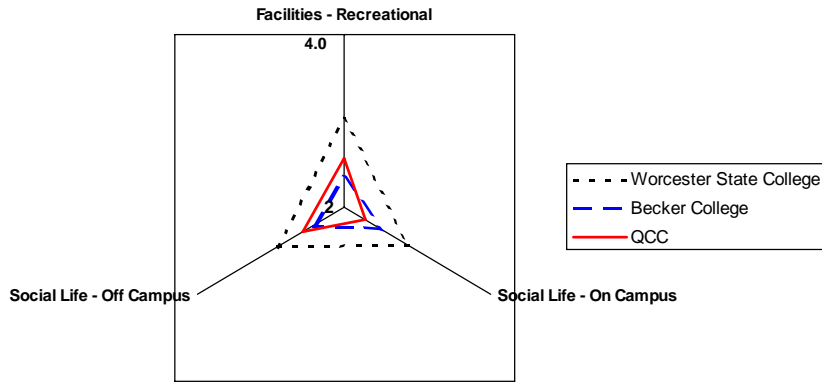 Facilities - Recreational
4.0
2
Social Life - Off Campus
Social Life - On Campus
Worcester State College
Becker College
QCC